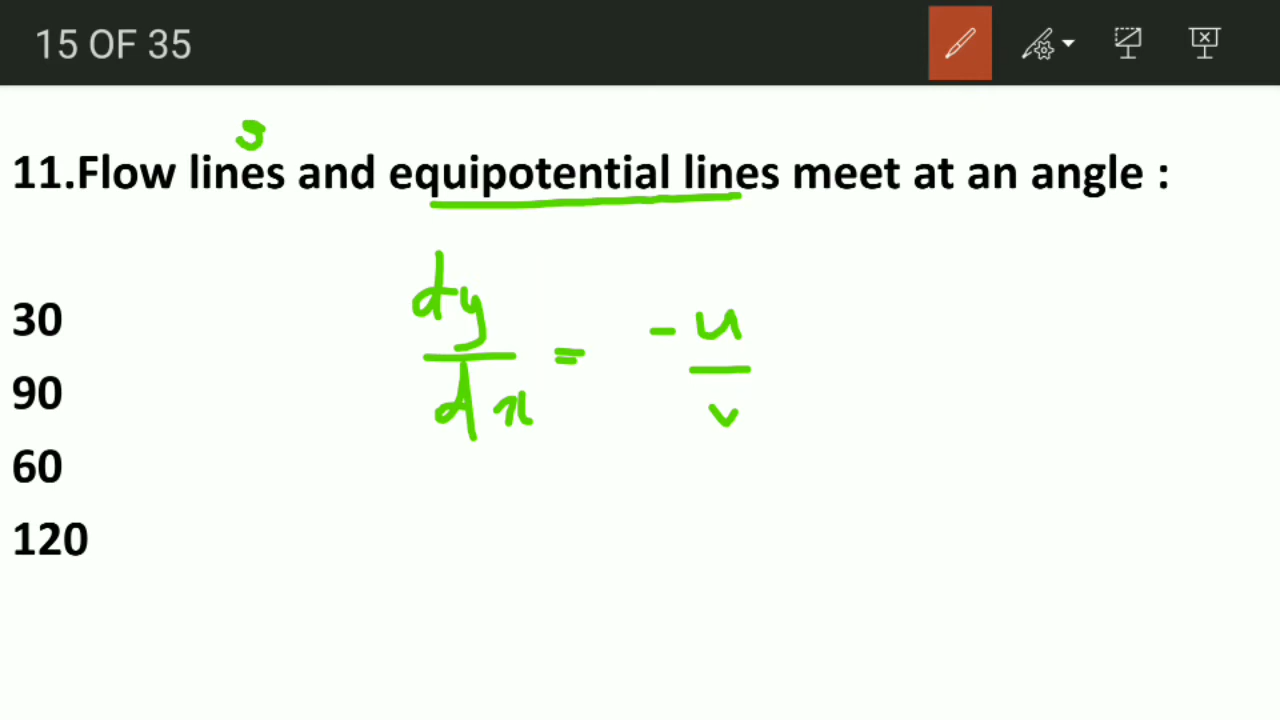 15 OF 35
11.Flow lines and equipotential lines meet at an angle :
dy/dx = -u/v
30
90
60
120